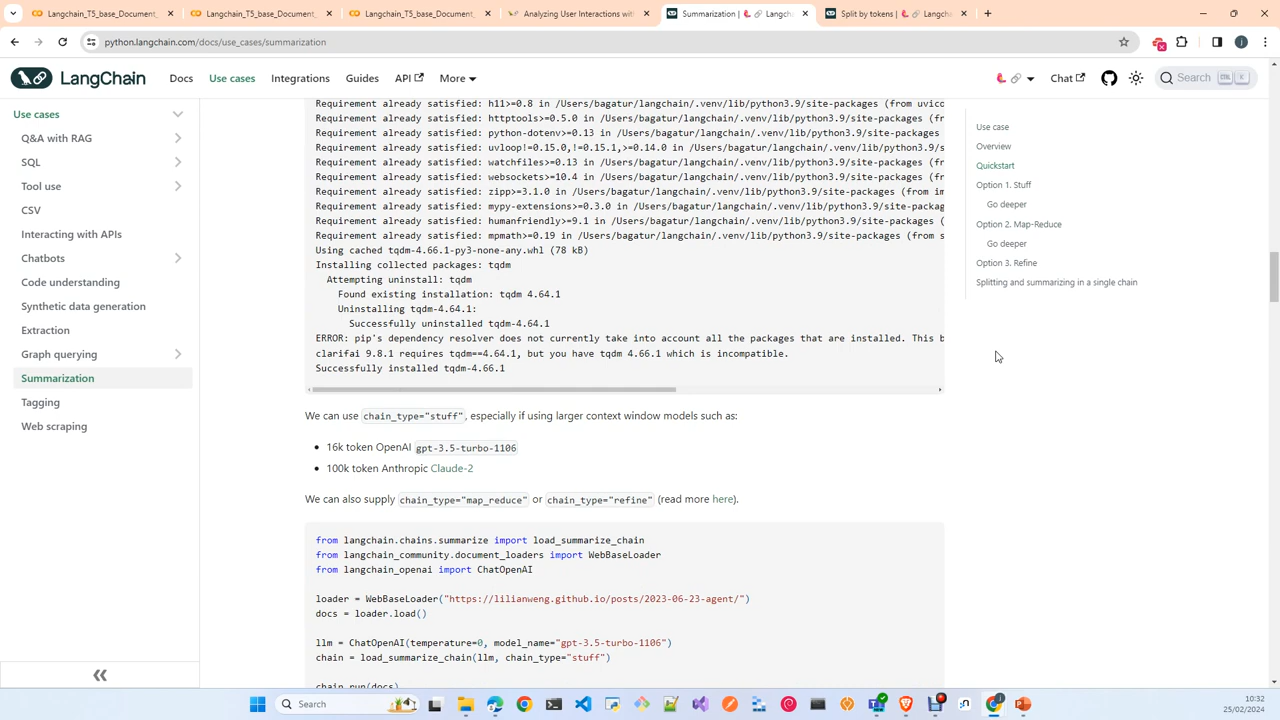 Langchain_T5_base_Document_
Langchain_T5_base_Document_
Langchain_T5_base_Document_
Analyzing User Interactions with
Summarization | Langch
Split by tokens | Langcha
python.langchain.com/docs/use_cases/summarization
LangChain
Docs
Use cases
Integrations
Guides
API
More
Chat
Search
Use cases
Q&A with RAG
SQL
Tool use
CSV
Interacting with APIs
Chatbots
Code understanding
Synthetic data generation
Extraction
Graph querying
Summarization
Tagging
Web scraping
Requirement already satisfied: h11>=0.8 in /Users/bagatur/langchain/.venv/lib/python3.9/site-packages (from uvico
Requirement already satisfied: httptools>=0.5.0 in /Users/bagatur/langchain/.venv/lib/python3.9/site-packages (fr
Requirement already satisfied: python-dotenv>=0.13 in /Users/bagatur/langchain/.venv/lib/python3.9/site-packages
Requirement already satisfied: uvloop!=0.15.0,!=0.15.1,>=0.14.0 in /Users/bagatur/langchain/.venv/lib/python3.9/s
Requirement already satisfied: watchfiles>=0.13 in /Users/bagatur/langchain/.venv/lib/python3.9/site-packages (fr
Requirement already satisfied: websockets>=10.4 in /Users/bagatur/langchain/.venv/lib/python3.9/site-packages (fr
Requirement already satisfied: zipp>=3.1.0 in /Users/bagatur/langchain/.venv/lib/python3.9/site-packages (from im
Requirement already satisfied: mypy-extensions>=0.3.0 in /Users/bagatur/langchain/.venv/lib/python3.9/site-packag
Requirement already satisfied: humanfriendly>=9.1 in /Users/bagatur/langchain/.venv/lib/python3.9/site-packages (
Requirement already satisfied: mpmath>=0.19 in /Users/bagatur/langchain/.venv/lib/python3.9/site-packages (from s
Using cached tqdm-4.66.1-py3-none-any.whl (78 kB)
Installing collected packages: tqdm
Attempting uninstall: tqdm
Found existing installation: tqdm 4.64.1
Uninstalling tqdm-4.64.1:
Successfully uninstalled tqdm-4.64.1
ERROR: pip's dependency resolver does not currently take into account all the packages that are installed. This b
clarifai 9.8.1 requires tqdm==4.64.1, but you have tqdm 4.66.1 which is incompatible.
Successfully installed tqdm-4.66.1
We can use chain_type="stuff", especially if using larger context window models such as:
• 16k token OpenAI gpt-3.5-turbo-1106
• 100k token Anthropic Claude-2
We can also supply chain_type="map_reduce" or chain_type="refine" (read more here).
from langchain.chains.summarize import load_summarize_chain
from langchain_community.document_loaders import WebBaseLoader
from langchain_openai import ChatOpenAI
loader = WebBaseLoader("https://lilianweng.github.io/posts/2023-06-23-agent/")
docs = loader.load()
llm = ChatOpenAI(temperature=0, model_name="gpt-3.5-turbo-1106")
chain = load_summarize_chain(llm, chain_type="stuff")
chain.run(docs)
Use case
Overview
Quickstart
Option 1. Stuff
Go deeper
Option 2. Map-Reduce
Go deeper
Option 3. Refine
Splitting and summarizing in a single chain
Search
10:32
25/02/2024